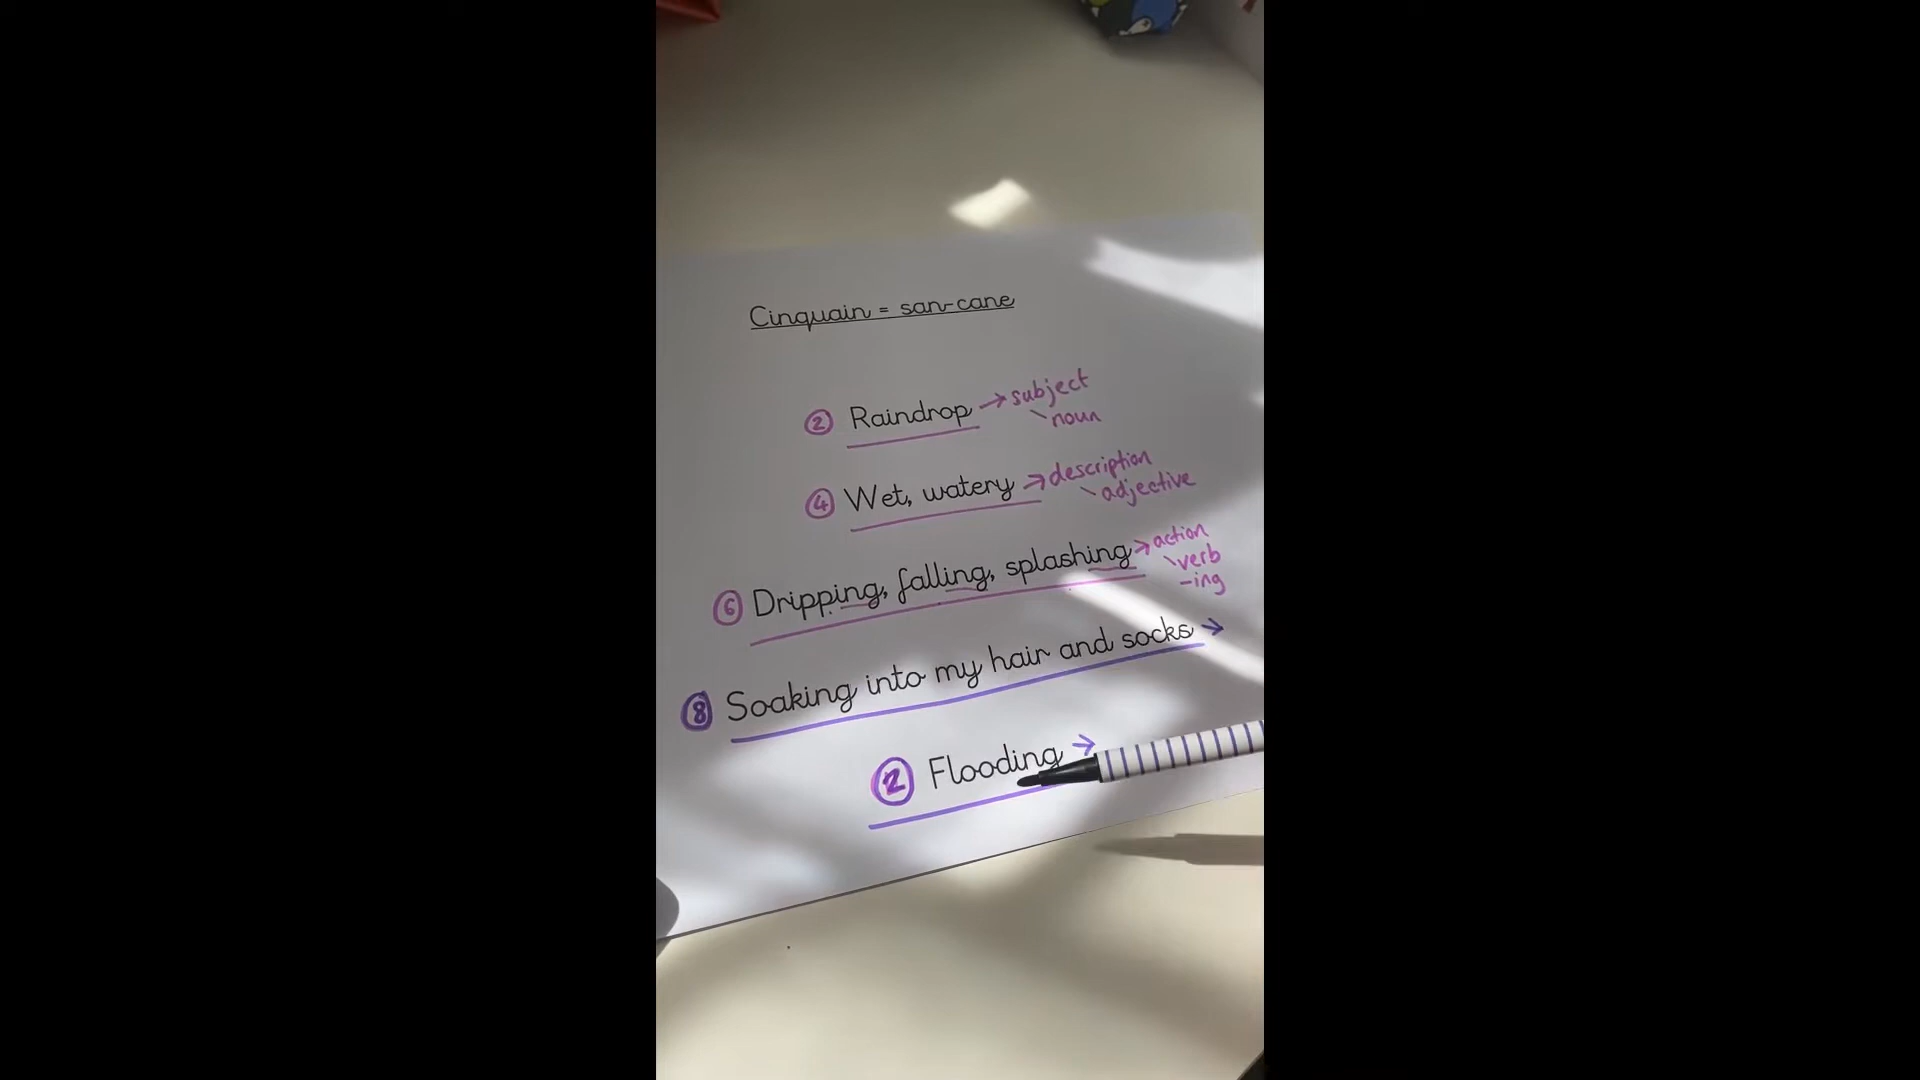 Cinquain = san-cane
② Raindrop → subject
\ noun
④ Wet, watery → description
\ adjective
⑥ Dripping, falling, splashing → action
\ verb
-ing
⑧ Soaking into my hair and socks →
② Flooding →